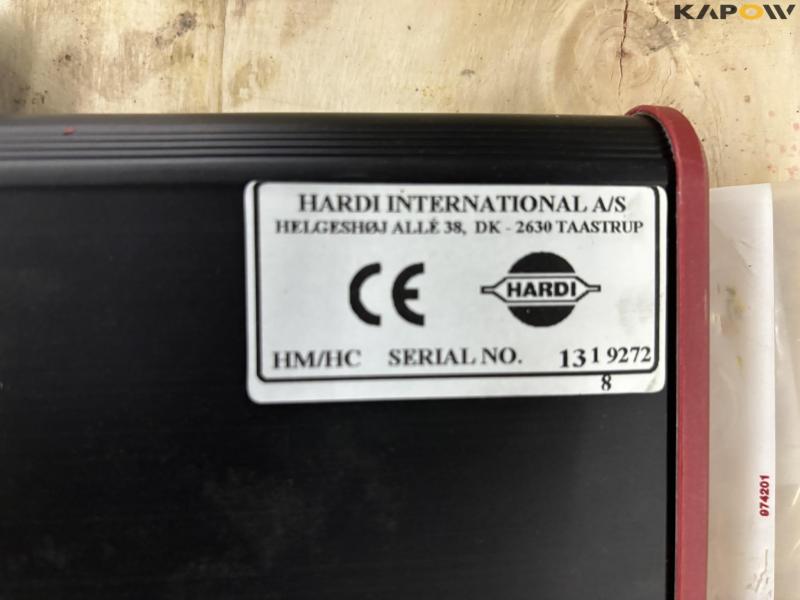 KAPOW
HARDI INTERNATIONAL A/S
HELGESHØJ ALLÉ 38, DK - 2630 TAASTRUP
CE
HARDI
HM/HC SERIAL NO. 13 1 9272
8
974201